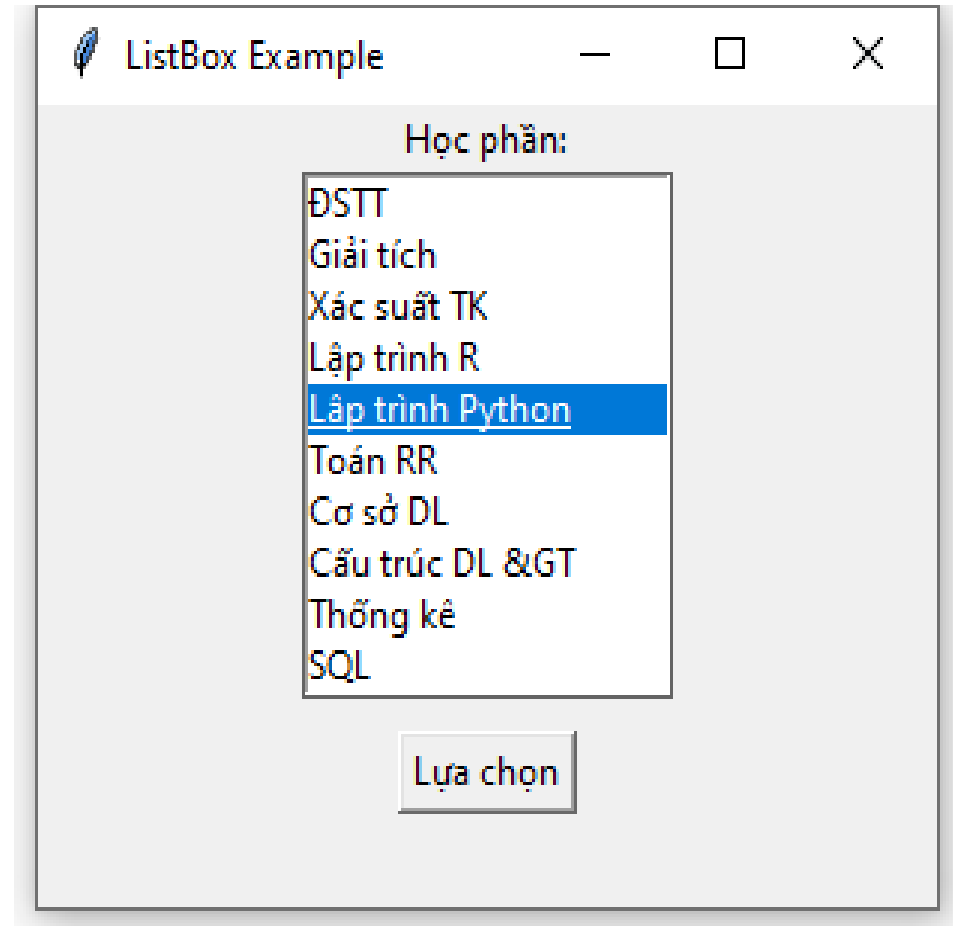 ListBox Example
Học phần:
ĐSTT
Giải tích
Xác suất TK
Lập trình R
Lập trình Python
Toán RR
Cơ sở DL
Cấu trúc DL &GT
Thống kê
SQL
Lựa chọn